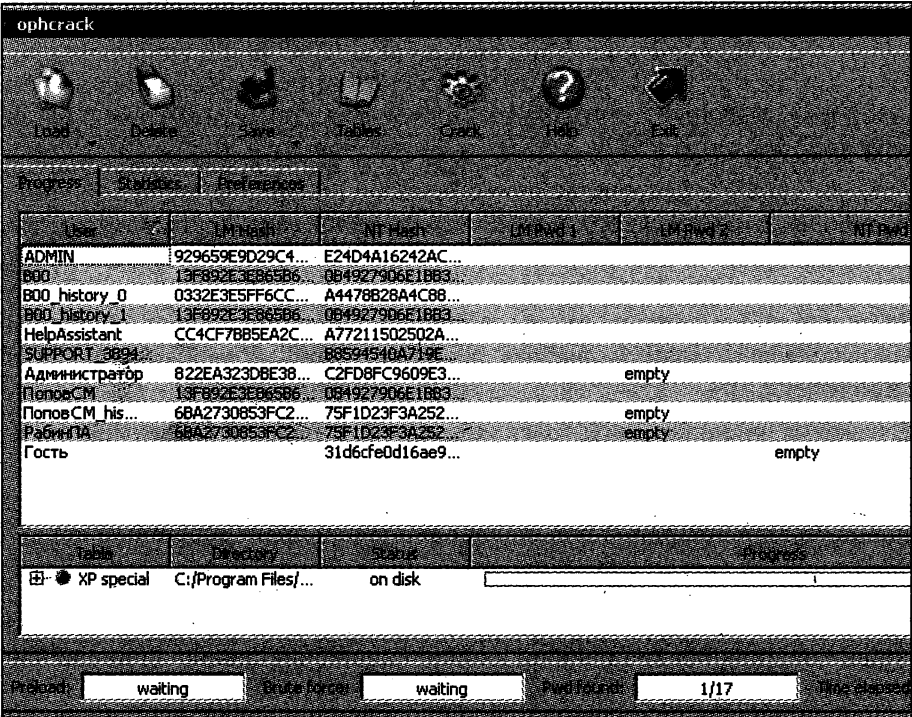 ophcrack
Load Delete Save Tables Crack Help Exit
Progress Statistics Preferences
User LM Hash NT Hash LM Pwd 1 LM Pwd 2 NT Pwd
ADMIN 929659E9D29C4... E24D4A16242AC...
B00 13F892E3E865B6... 0B4927906E1BB3...
B00_history_0 0332E3E5FF6CC... A4478B28A4C88...
B00_history_1 13F892E3E865B6... 0B4927906E1BB3...
HelpAssistant CC4CF7BB5EA2C... A77211502502A...
SUPPORT_3894... B8594540A719E...
Администратор 822EA323DBE38... C2FD8FC9609E3... empty
ПоповСМ 13F892E3E865B6... 0B4927906E1BB3...
ПоповСМ_his... 6BA2730853FC2... 75F1D23F3A252... empty
РабинПА 6BA2730853FC2... 75F1D23F3A252... empty
Гость 31d6cfe0d16ae9... empty
Table Directory Status Progress
XP special C:/Program Files/... on disk
Preload: waiting Brute force: waiting Pwd found: 1/17 Time elapsed